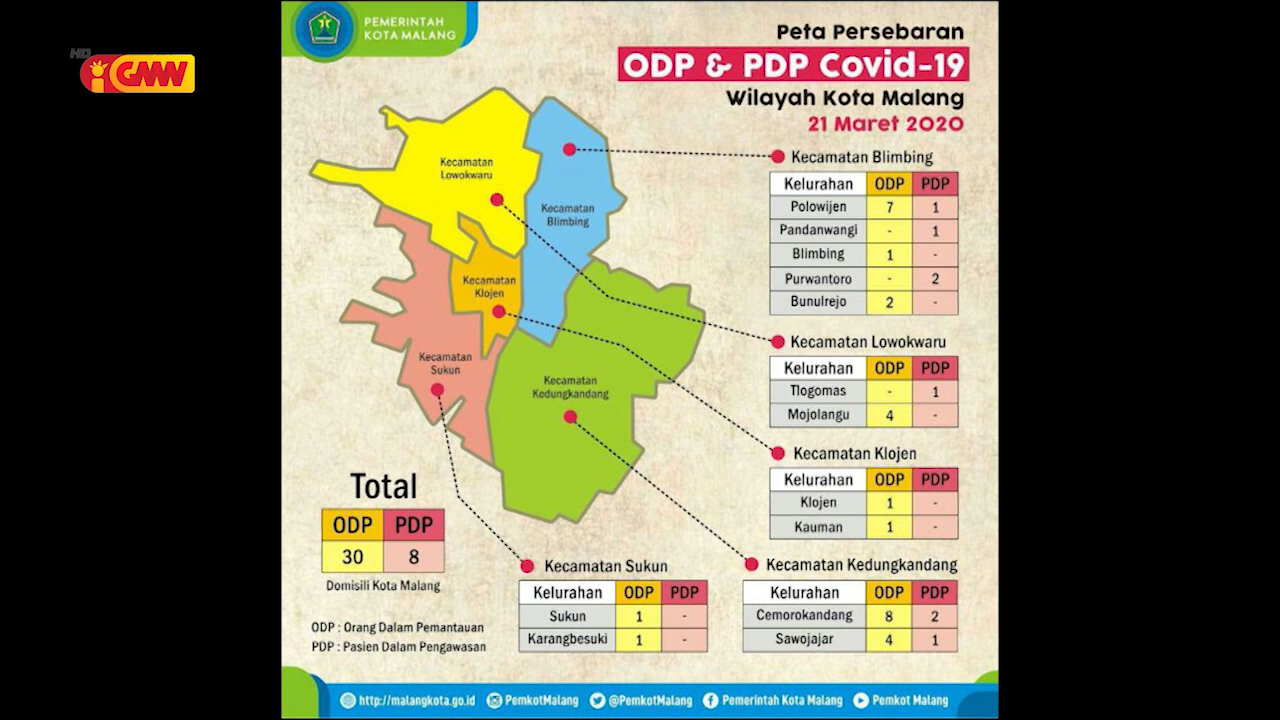 HD
GMW
PEMERINTAH
KOTA MALANG
Peta Persebaran
ODP & PDP Covid-19
Wilayah Kota Malang
21 Maret 2020
Kecamatan
Lowokwaru
Kecamatan
Blimbing
Kecamatan
Klojen
Kecamatan
Sukun
Kecamatan
Kedungkandang
Kecamatan Blimbing
Kelurahan ODP PDP
Polowijen 7 1
Pandanwangi - 1
Blimbing 1 -
Purwantoro - 2
Bunulrejo 2 -
Kecamatan Lowokwaru
Kelurahan ODP PDP
Tlogomas - 1
Mojolangu 4 -
Kecamatan Klojen
Kelurahan ODP PDP
Klojen 1 -
Kauman 1 -
Kecamatan Kedungkandang
Kelurahan ODP PDP
Cemorokandang 8 2
Sawojajar 4 1
Kecamatan Sukun
Kelurahan ODP PDP
Sukun 1 -
Karangbesuki 1 -
Total
ODP PDP
30 8
Domisili Kota Malang
ODP : Orang Dalam Pemantauan
PDP : Pasien Dalam Pengawasan
http://malangkota.go.id PemkotMalang @PemkotMalang Pemerintah Kota Malang Pemkot Malang